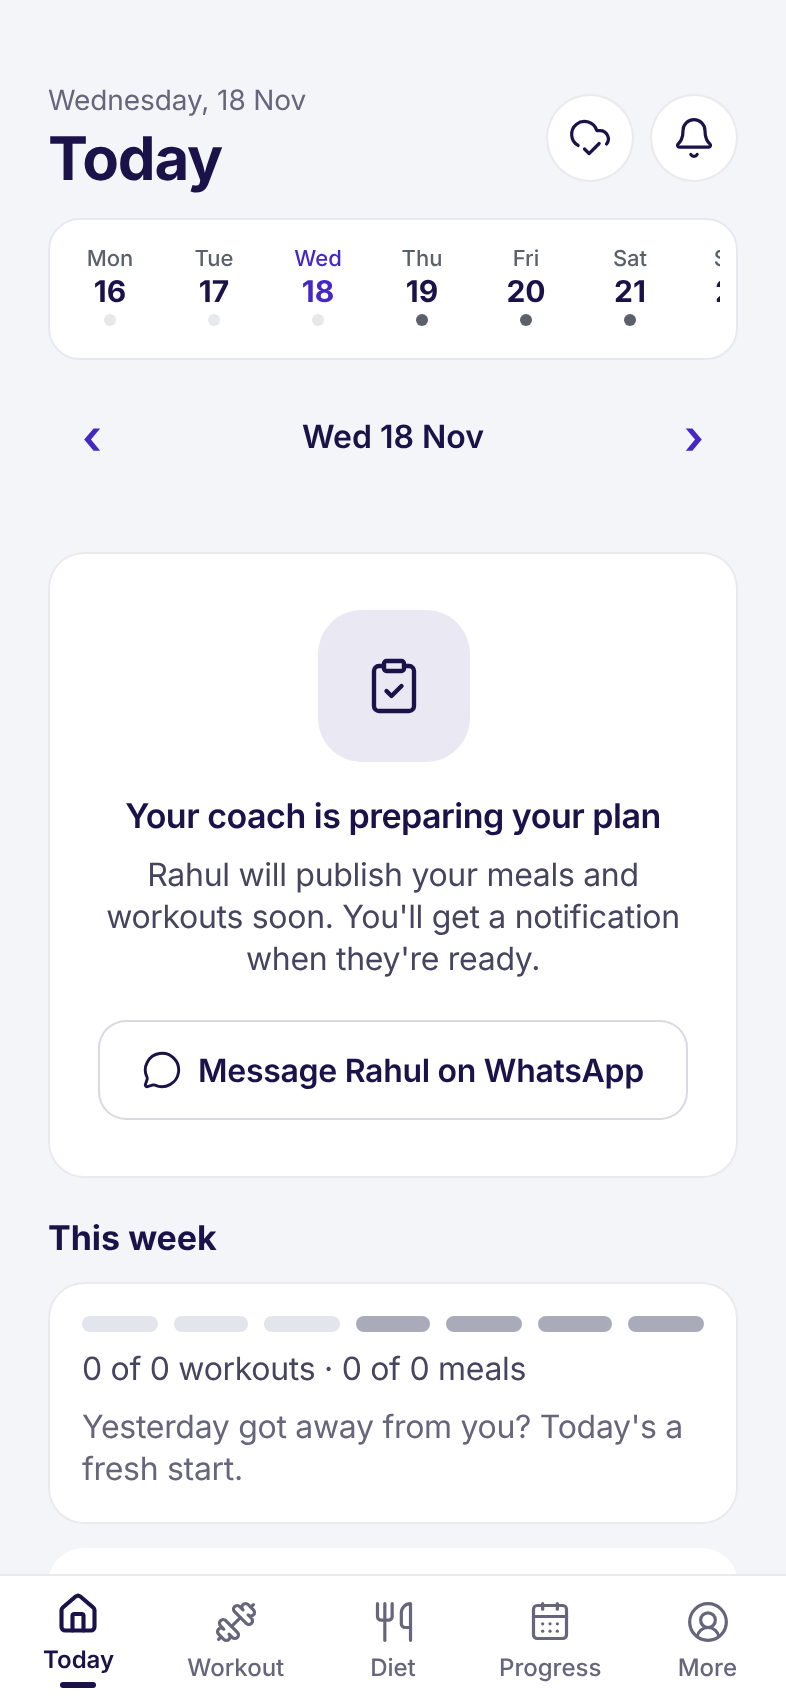 Wednesday, 18 Nov
Today
Mon Tue Wed Thu Fri Sat
16 17 18 19 20 21
‹ Wed 18 Nov ›
Your coach is preparing your plan
Rahul will publish your meals and
workouts soon. You'll get a notification
when they're ready.
Message Rahul on WhatsApp
This week
0 of 0 workouts · 0 of 0 meals
Yesterday got away from you? Today's a
fresh start.
Today Workout Diet Progress More